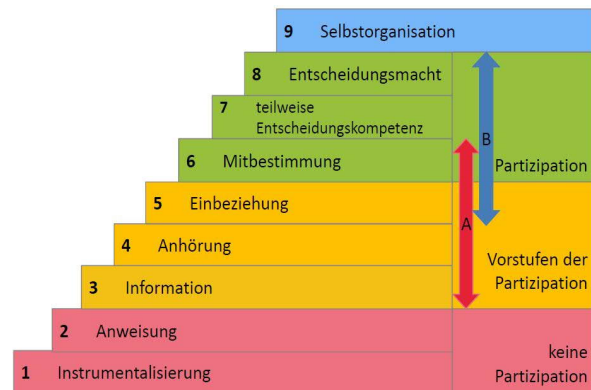 9 Selbstorganisation
8 Entscheidungsmacht
7 teilweise
Entscheidungskompetenz
6 Mitbestimmung
B
Partizipation
5 Einbeziehung
A
4 Anhörung
Vorstufen der
Partizipation
3 Information
2 Anweisung
keine
Partizipation
1 Instrumentalisierung